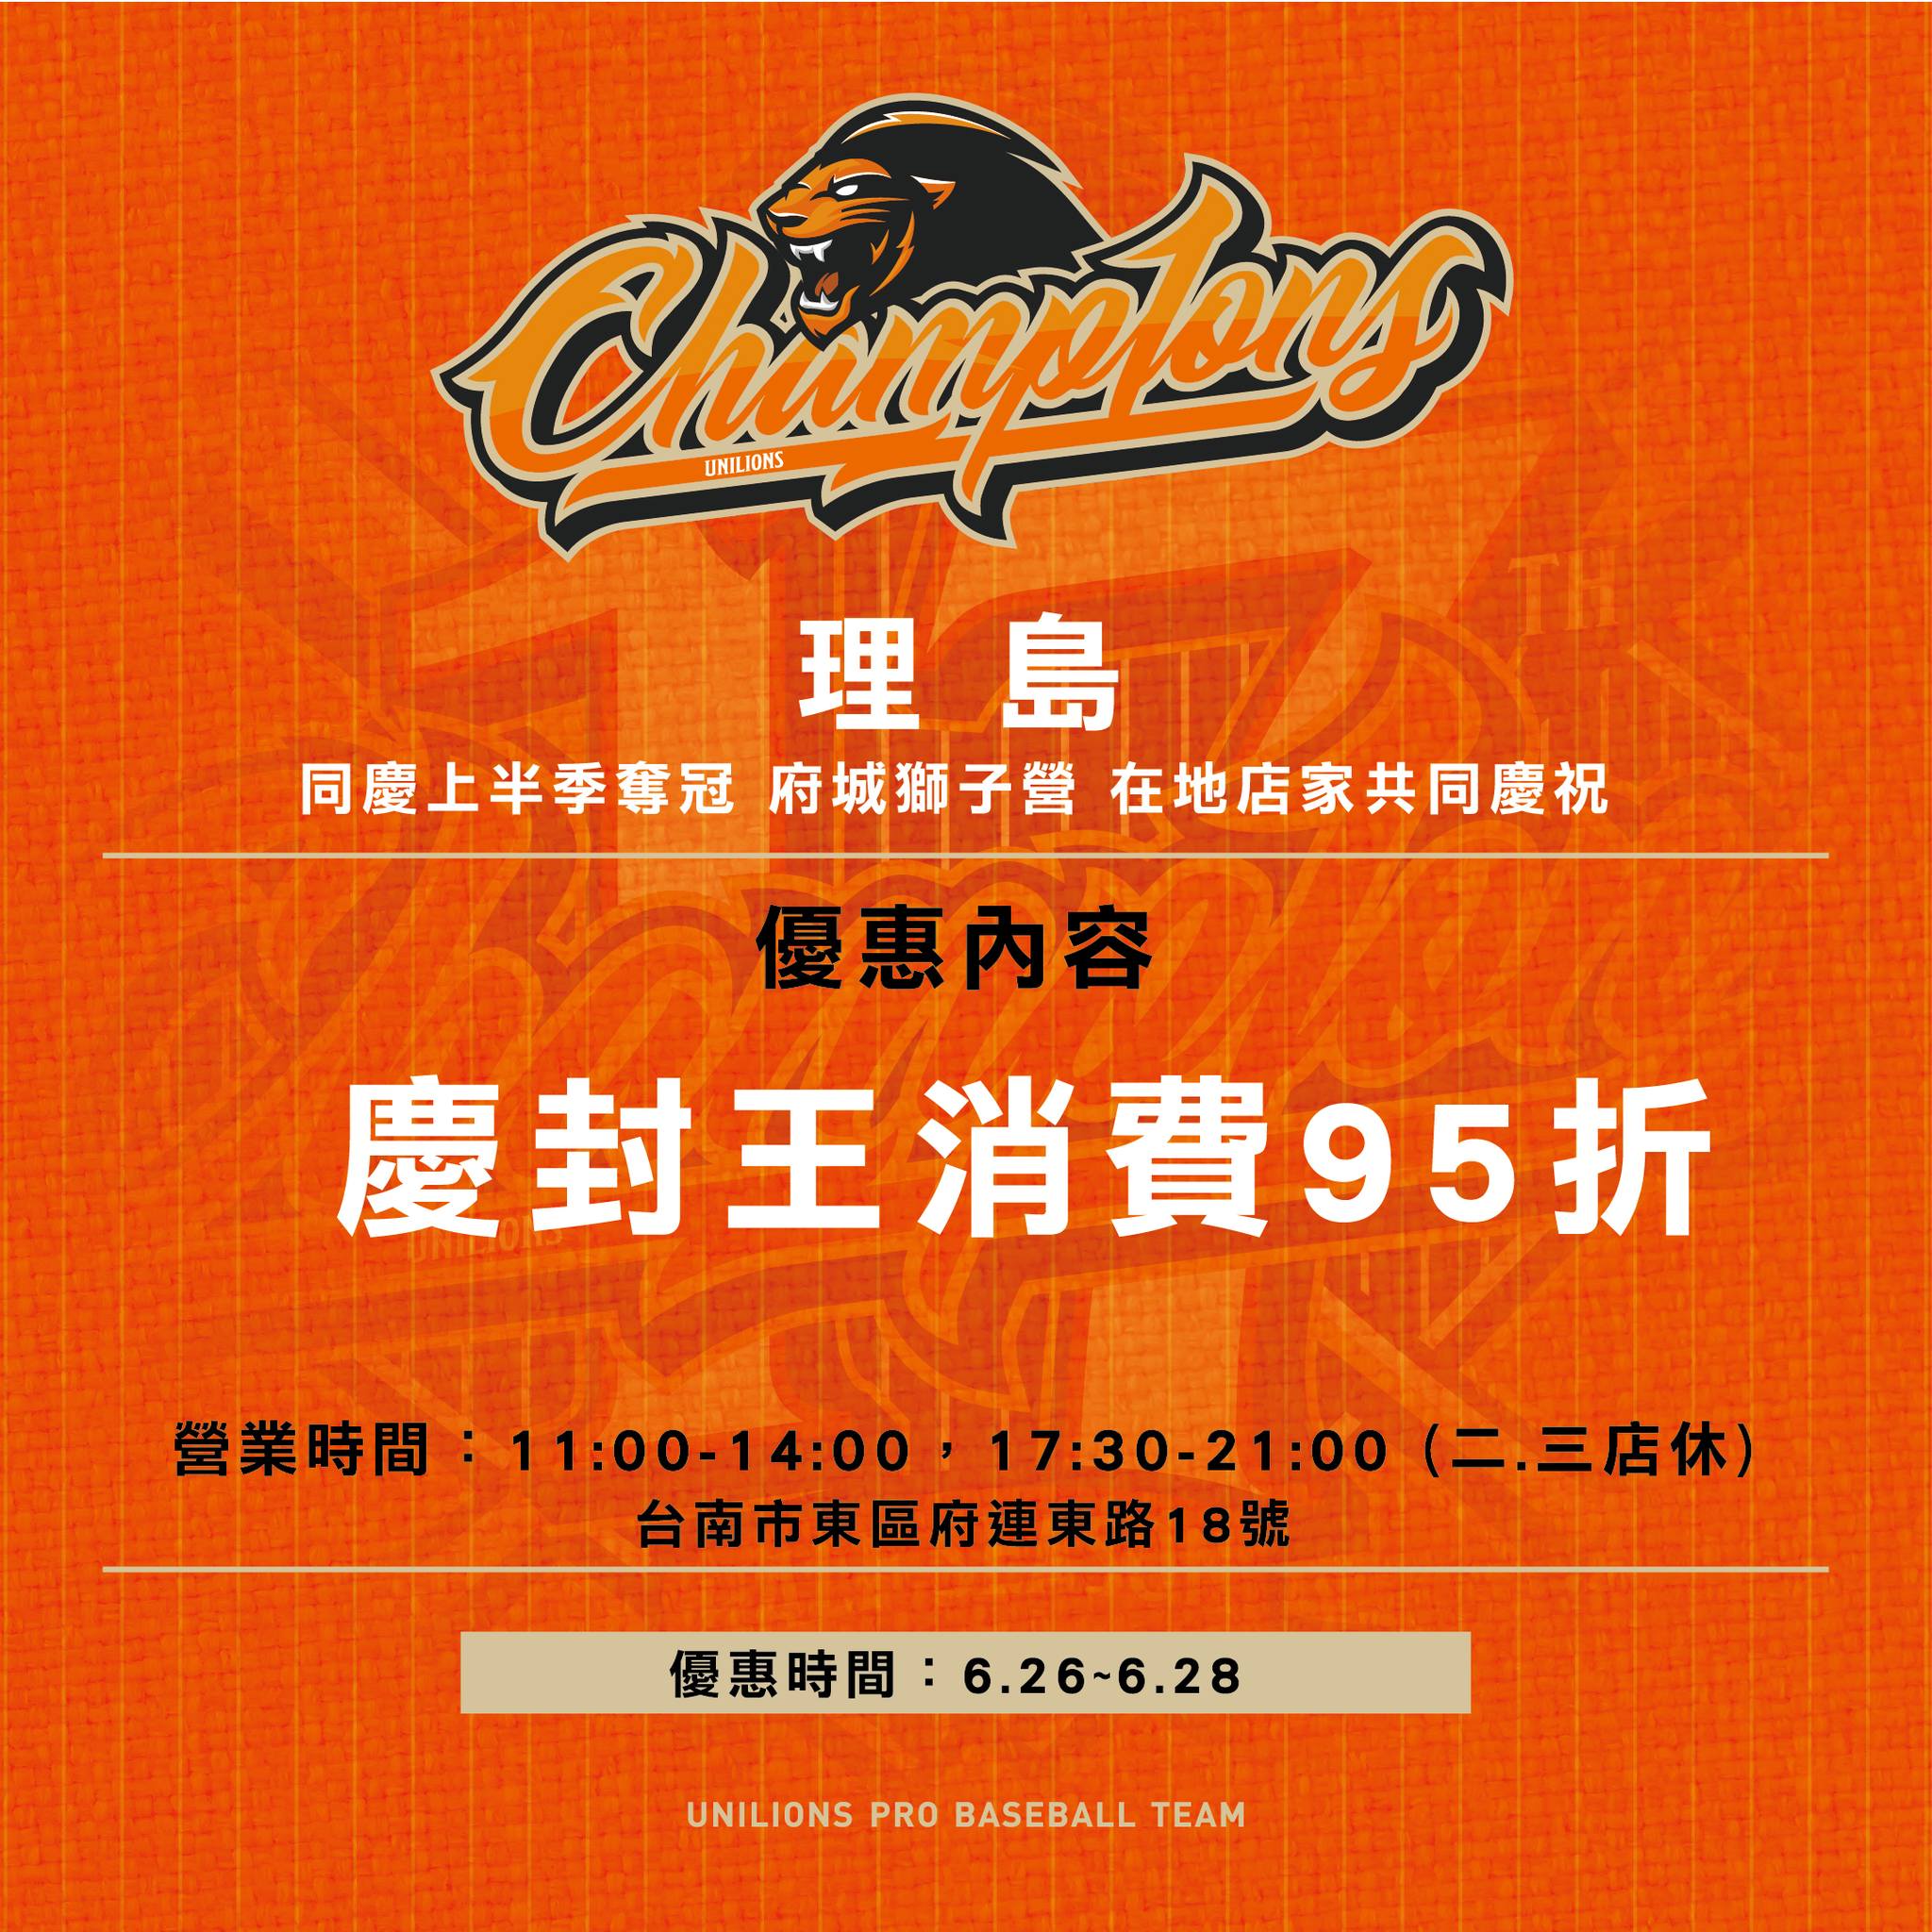 Champ1ons
UNILIONS
17TH
理島
同慶上半季奪冠 府城獅子營 在地店家共同慶祝
優惠內容
慶封王消費95折
UNILIONS
營業時間：11:00-14:00，17:30-21:00 (二.三店休)
台南市東區府連東路18號
優惠時間：6.26~6.28
UNILIONS PRO BASEBALL TEAM